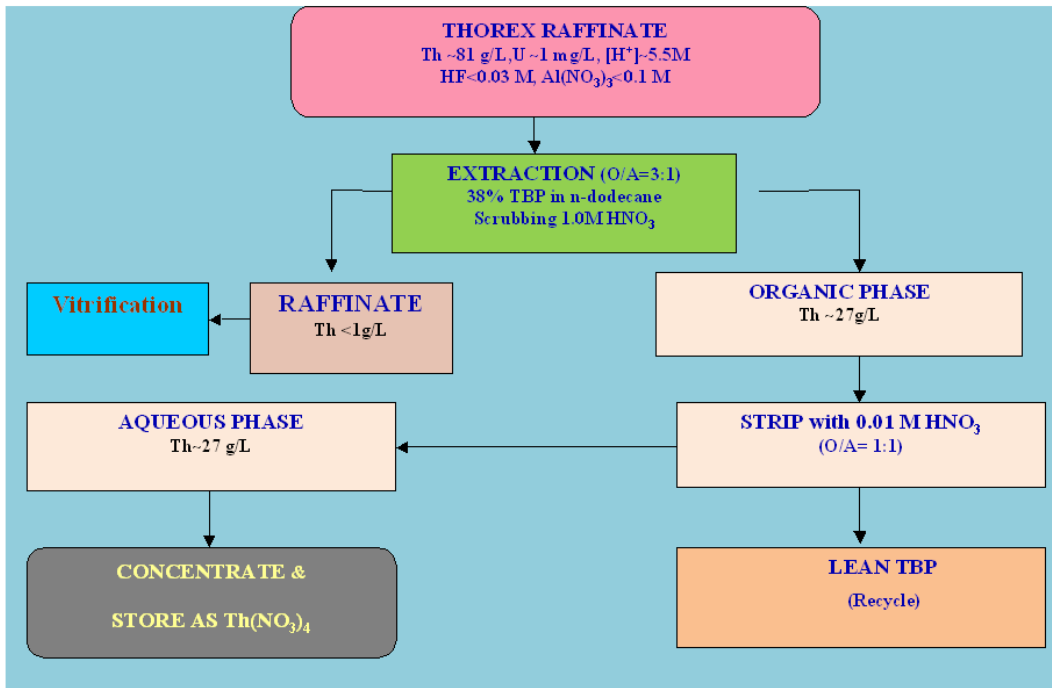 THOREX RAFFINATE
Th ~81 g/L,U ~1 mg/L, [H⁺]~5.5M
HF<0.03 M, Al(NO₃)₃<0.1 M
EXTRACTION (O/A=3:1)
38% TBP in n-dodecane
Scrubbing 1.0M HNO₃
Vitrification
RAFFINATE
Th <1g/L
ORGANIC PHASE
Th ~27g/L
AQUEOUS PHASE
Th~27 g/L
STRIP with 0.01 M HNO₃
(O/A= 1:1)
CONCENTRATE &
STORE AS Th(NO₃)₄
LEAN TBP
(Recycle)